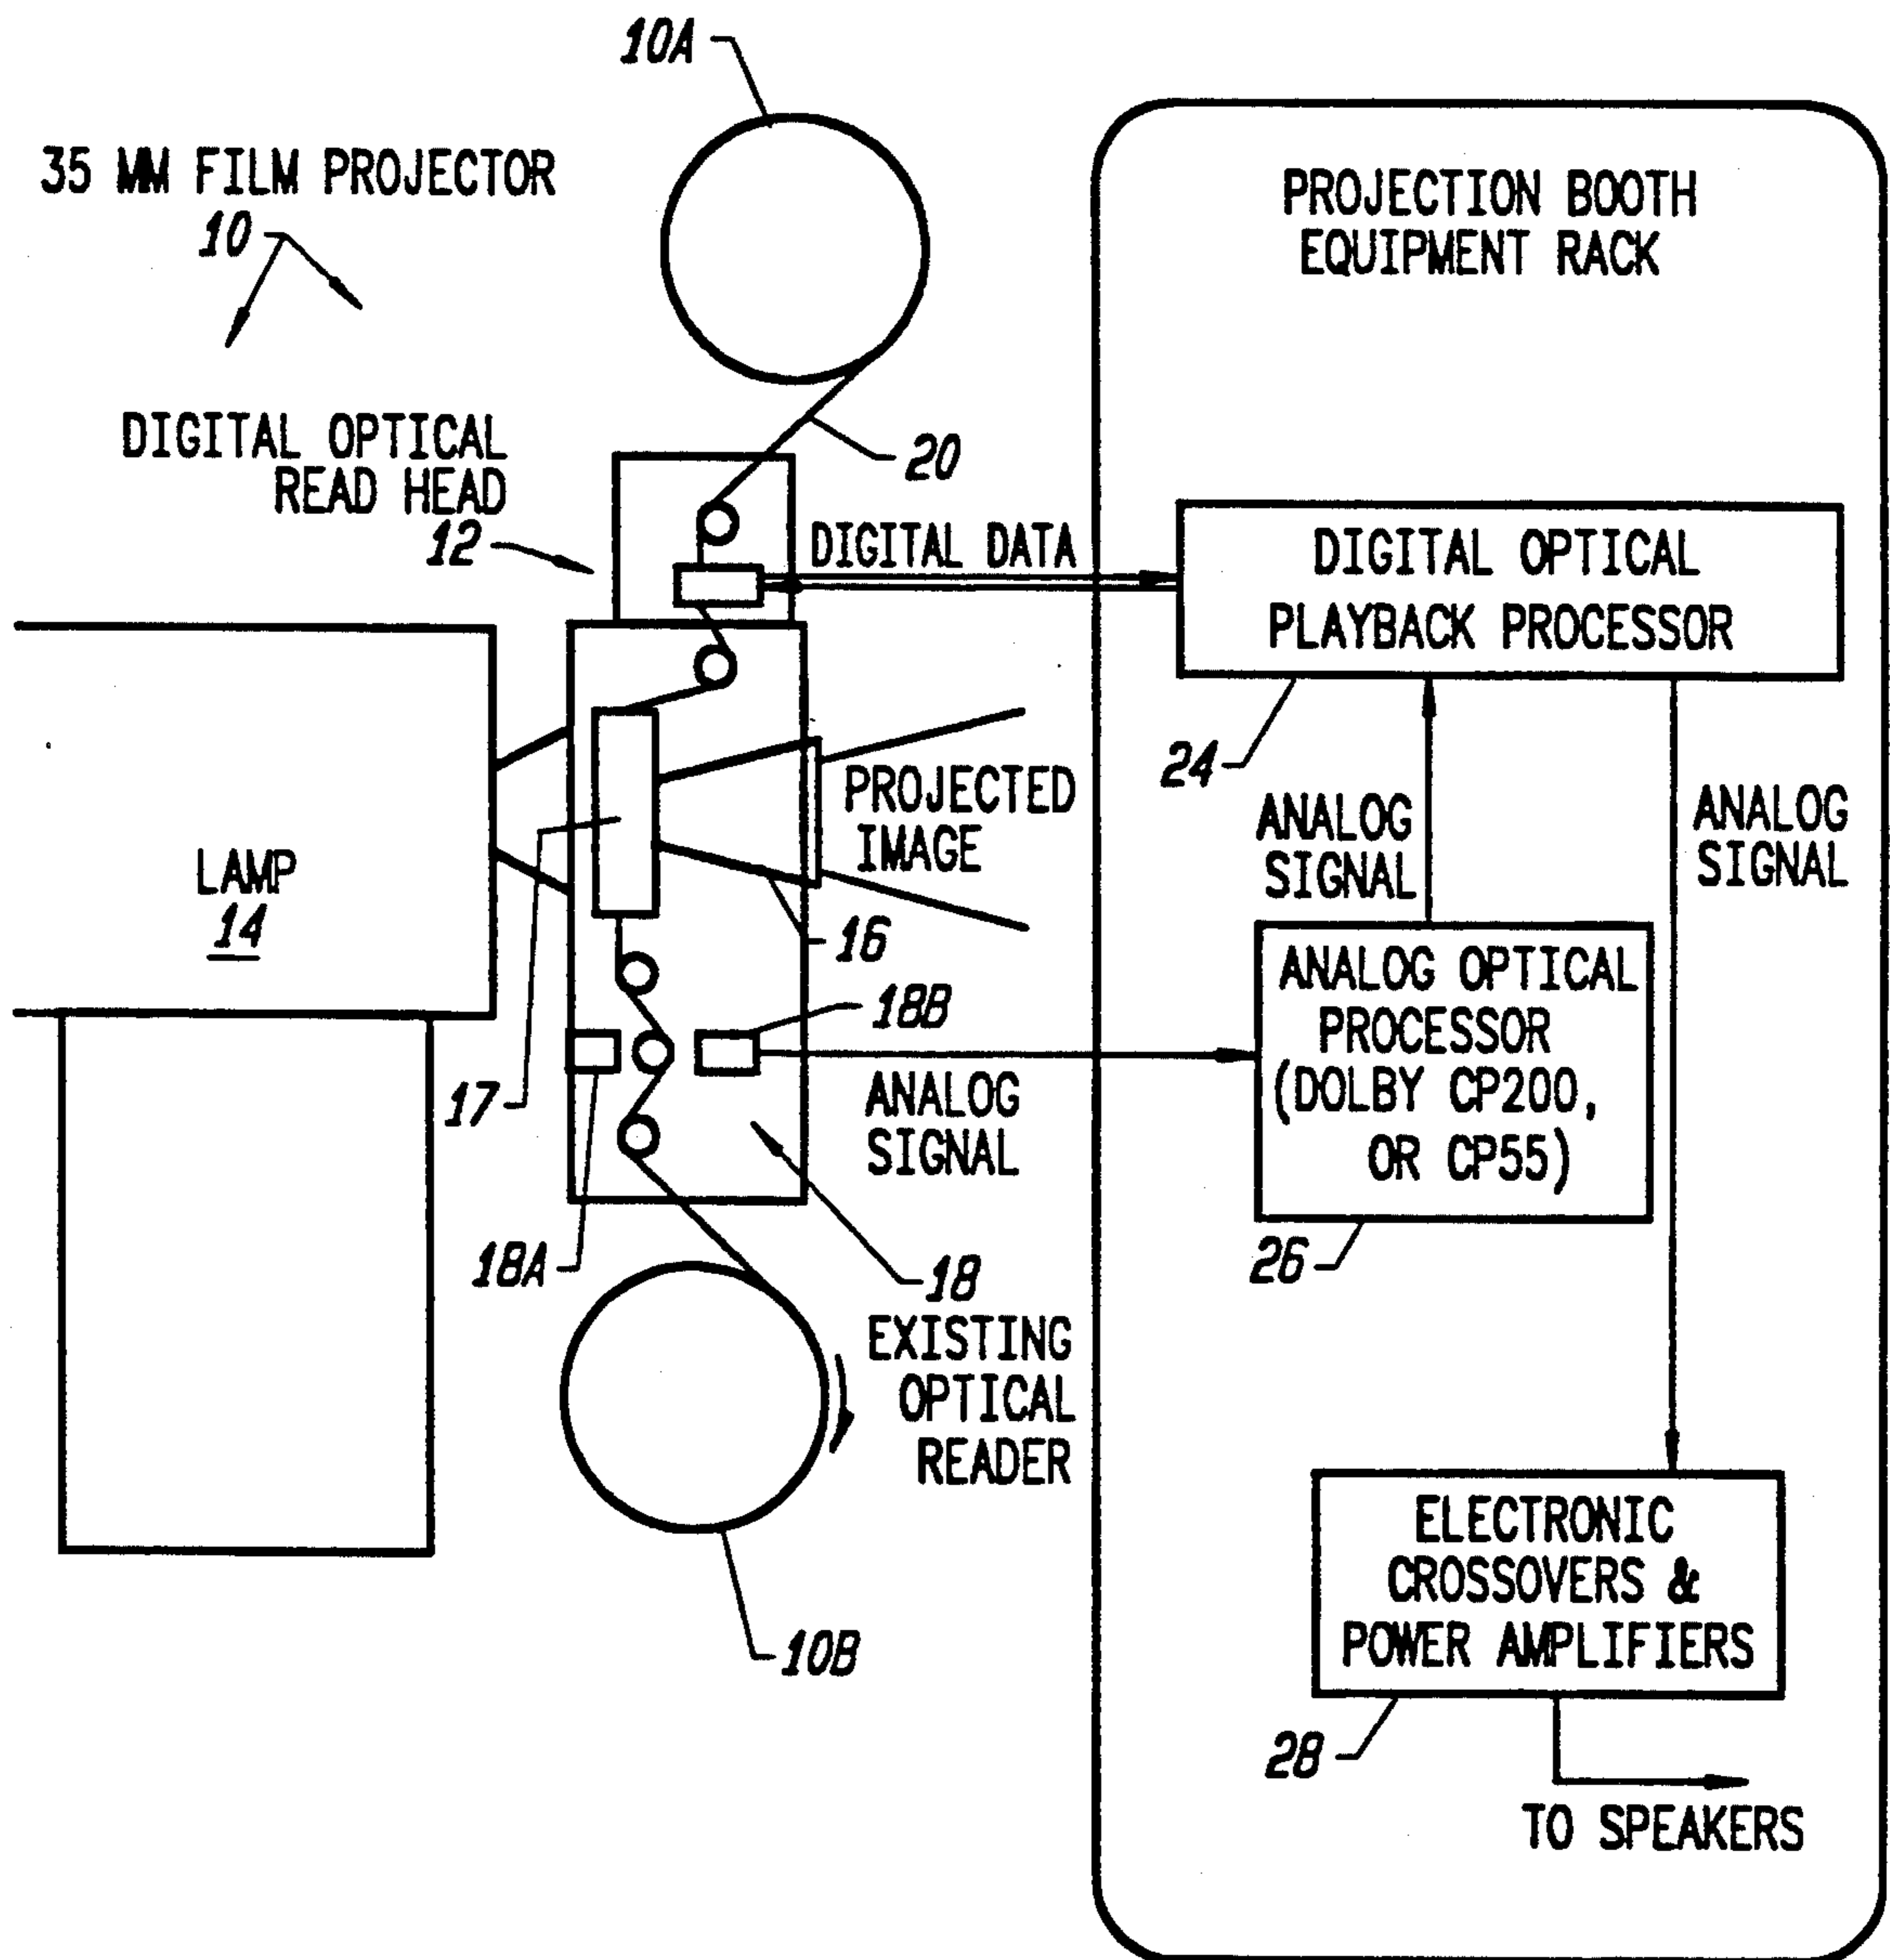 10A
35 MM FILM PROJECTOR
10
PROJECTION BOOTH
EQUIPMENT RACK
DIGITAL OPTICAL
READ HEAD
12
20
DIGITAL DATA
DIGITAL OPTICAL
PLAYBACK PROCESSOR
24
PROJECTED
IMAGE
ANALOG
SIGNAL
ANALOG
SIGNAL
LAMP
14
16
17
18B
ANALOG
SIGNAL
ANALOG OPTICAL
PROCESSOR
(DOLBY CP200,
OR CP55)
26
18A
18
EXISTING
OPTICAL
READER
10B
ELECTRONIC
CROSSOVERS &
POWER AMPLIFIERS
28
TO SPEAKERS